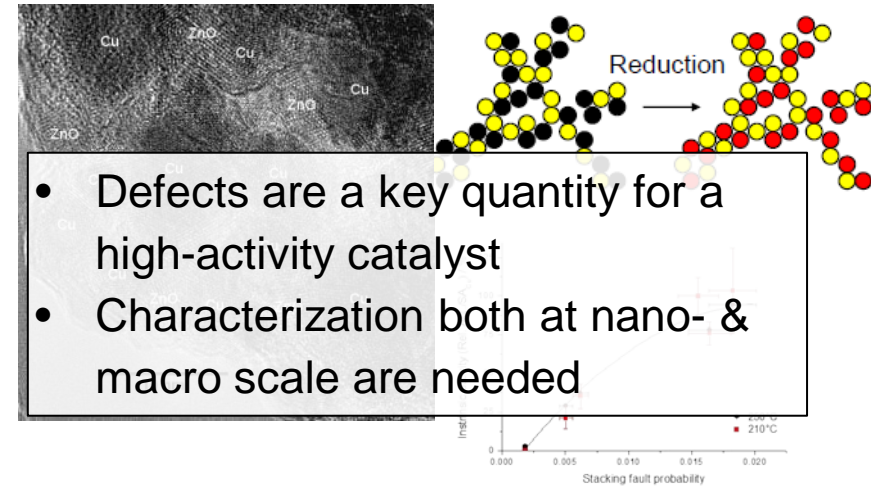 Cu
ZnO
Cu
Cu
ZnO
ZnO
Reduction
• Defects are a key quantity for a
high-activity catalyst
• Characterization both at nano- &
macro scale are needed
210°C
0
0.000 0.005 0.010 0.015 0.020
Stacking fault probability